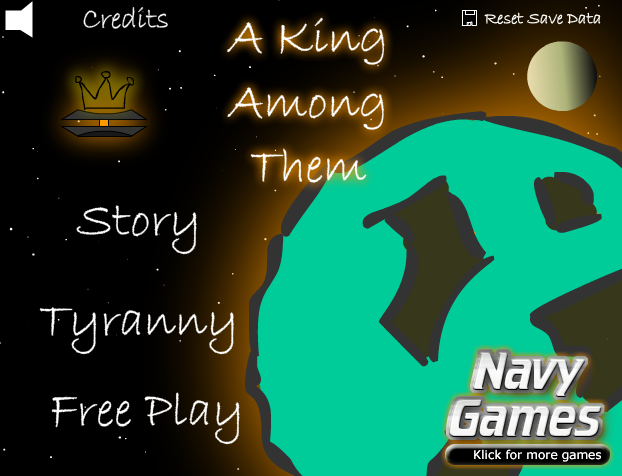 Credits
Reset Save Data
A King
Among
Them
Story
Tyranny
Free Play
Navy
Games
Klick for more games